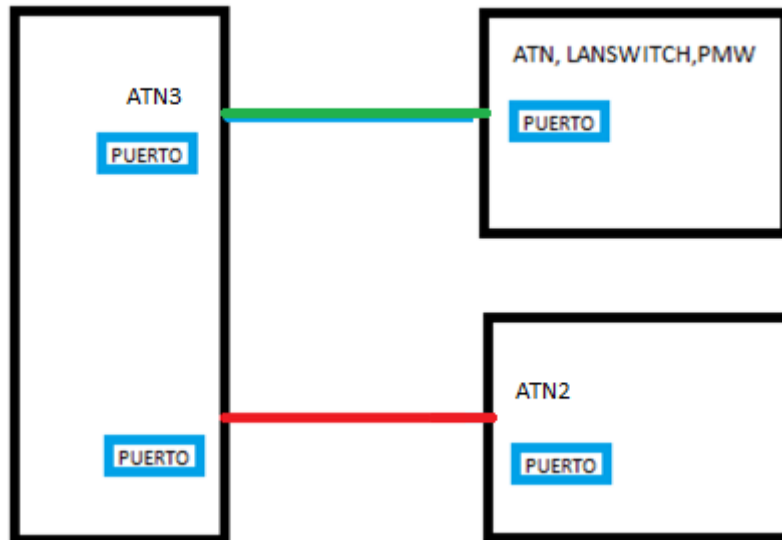 ATN3
PUERTO
PUERTO
ATN, LANSWITCH,PMW
PUERTO
ATN2
PUERTO